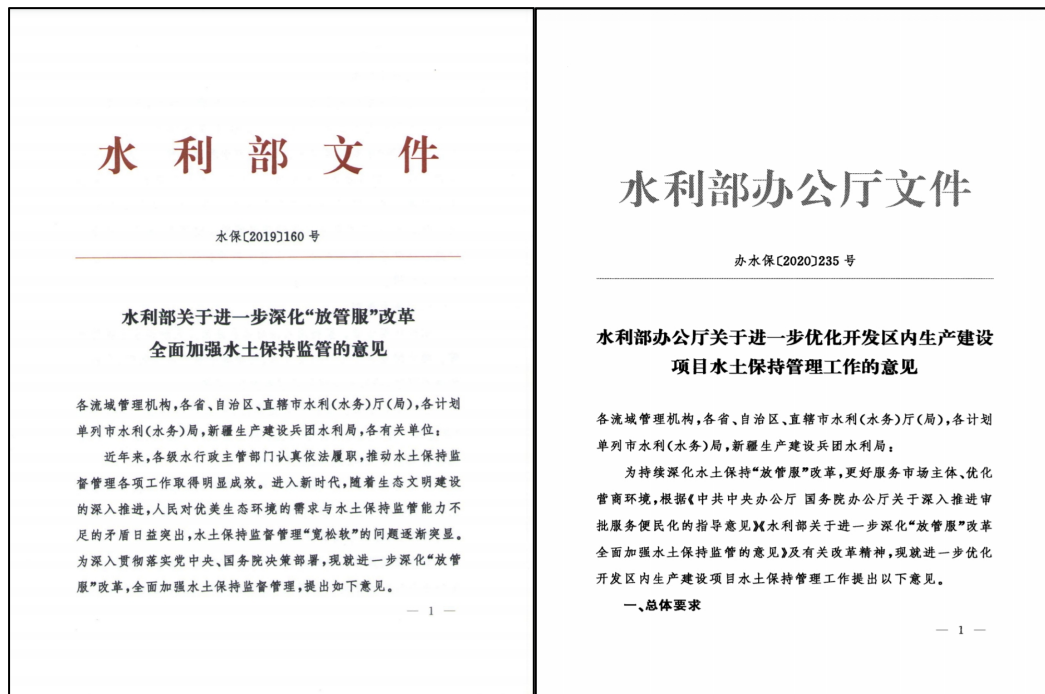 水利部文件
水保〔2019〕160号
水利部关于进一步深化“放管服”改革
全面加强水土保持监管的意见
各流域管理机构,各省、自治区、直辖市水利(水务)厅(局),各计划
单列市水利(水务)局,新疆生产建设兵团水利局,各有关单位:
近年来,各级水行政主管部门认真依法履职,推动水土保持监
督管理各项工作取得明显成效。进入新时代,随着生态文明建设
的深入推进,人民对优美生态环境的需求与水土保持监管能力不
足的矛盾日益突出,水土保持监督管理“宽松软”的问题逐渐突显。
为深入贯彻落实党中央、国务院决策部署,现就进一步深化“放管
服”改革,全面加强水土保持监督管理,提出如下意见。
— 1 —
水利部办公厅文件
办水保〔2020〕235号
水利部办公厅关于进一步优化开发区内生产建设
项目水土保持管理工作的意见
各流域管理机构,各省、自治区、直辖市水利(水务)厅(局),各计划
单列市水利(水务)局,新疆生产建设兵团水利局:
为持续深化水土保持“放管服”改革,更好服务市场主体、优化
营商环境,根据《中共中央办公厅 国务院办公厅关于深入推进审
批服务便民化的指导意见》《水利部关于进一步深化“放管服”改革
全面加强水土保持监管的意见》及有关改革精神,现就进一步优化
开发区内生产建设项目水土保持管理工作提出以下意见。
一、总体要求
— 1 —